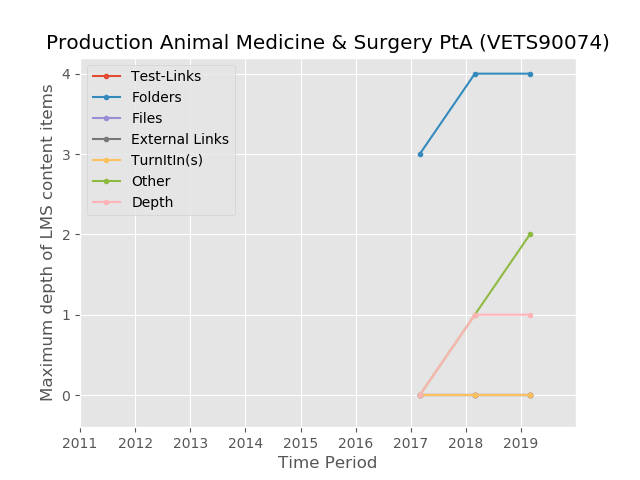 Production Animal Medicine & Surgery PtA (VETS90074)
Maximum depth of LMS content items
4
3
2
1
0
Test-Links
Folders
Files
External Links
TurnItIn(s)
Other
Depth
2011 2012 2013 2014 2015 2016 2017 2018 2019
Time Period